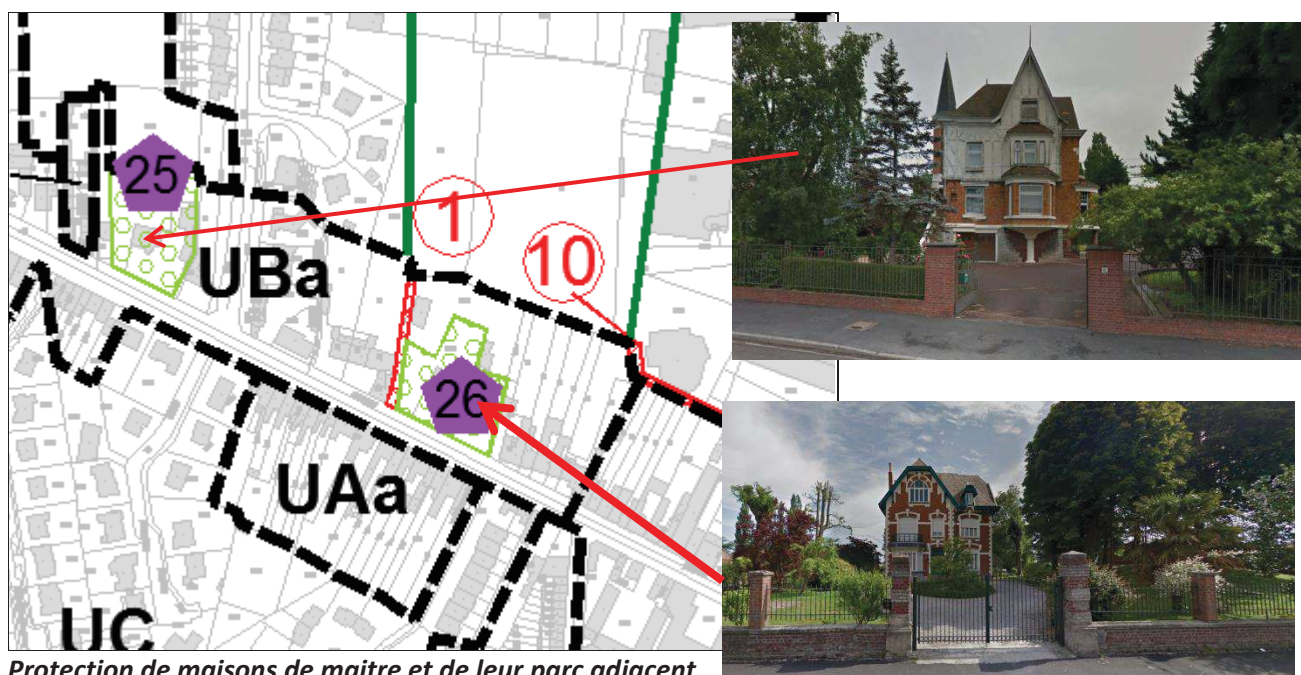 25
1
UBa
10
26
UAa
UC
Protection de maisons de maitre et de leur parc adjacent